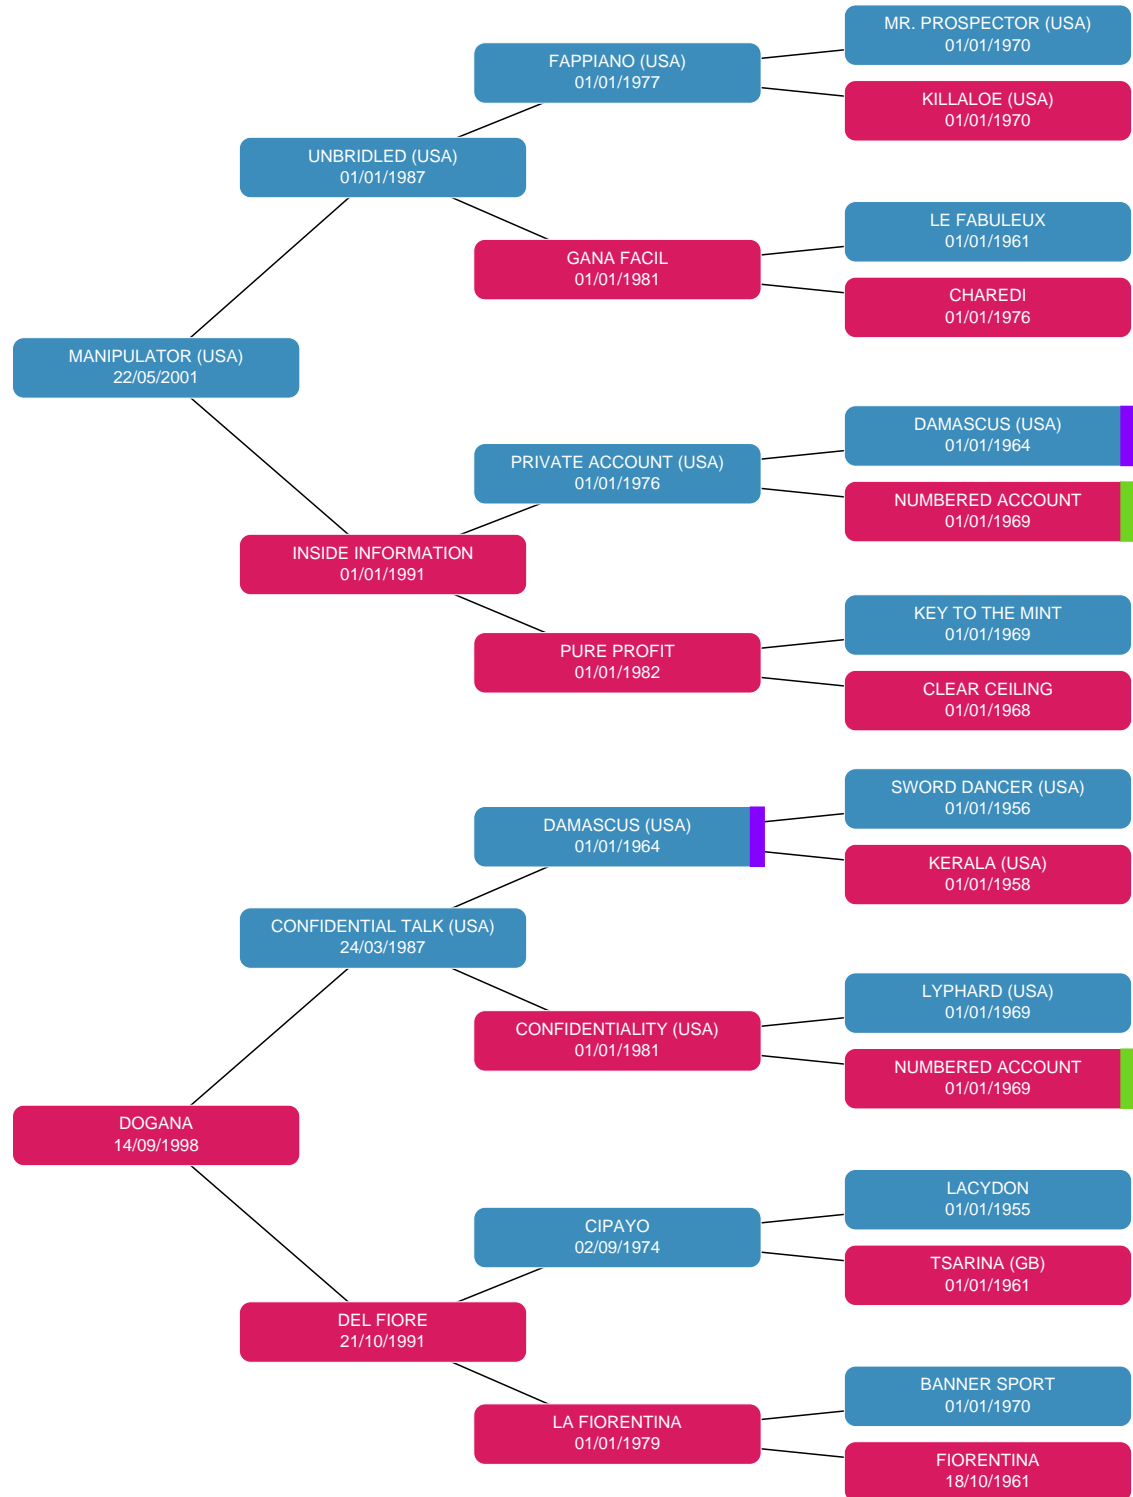 MR. PROSPECTOR (USA)
01/01/1970
FAPPIANO (USA)
01/01/1977
KILLALOE (USA)
01/01/1970
UNBRIDLED (USA)
01/01/1987
LE FABULEUX
01/01/1961
GANA FACIL
01/01/1981
CHAREDI
01/01/1976
MANIPULATOR (USA)
22/05/2001
DAMASCUS (USA)
01/01/1964
PRIVATE ACCOUNT (USA)
01/01/1976
NUMBERED ACCOUNT
01/01/1969
INSIDE INFORMATION
01/01/1991
KEY TO THE MINT
01/01/1969
PURE PROFIT
01/01/1982
CLEAR CEILING
01/01/1968
SWORD DANCER (USA)
01/01/1956
DAMASCUS (USA)
01/01/1964
KERALA (USA)
01/01/1958
CONFIDENTIAL TALK (USA)
24/03/1987
LYPHARD (USA)
01/01/1969
CONFIDENTIALITY (USA)
01/01/1981
NUMBERED ACCOUNT
01/01/1969
DOGANA
14/09/1998
LACYDON
01/01/1955
CIPAYO
02/09/1974
TSARINA (GB)
01/01/1961
DEL FIORE
21/10/1991
BANNER SPORT
01/01/1970
LA FIORENTINA
01/01/1979
FIORENTINA
18/10/1961